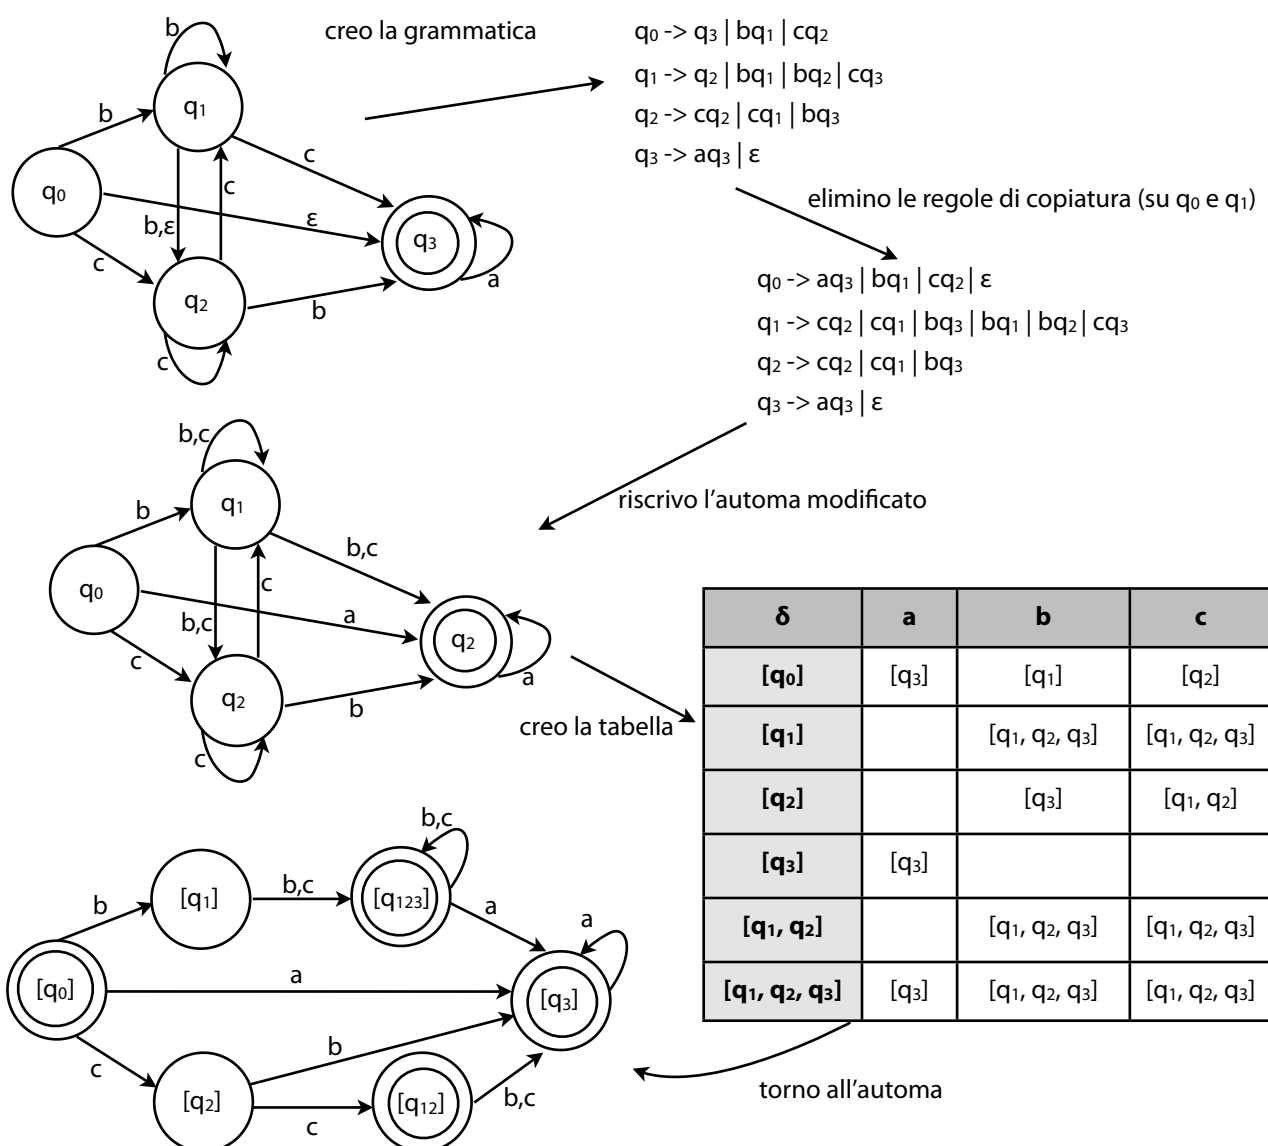 b
creo la grammatica
q0 -> q3 | bq1 | cq2
q1 -> q2 | bq1 | bq2 | cq3
q2 -> cq2 | cq1 | bq3
q3 -> aq3 | ε
q1
b
c
q0
c
b,ε
ε
q3
c
q2
b
a
c
elimino le regole di copiatura (su q0 e q1)
q0 -> aq3 | bq1 | cq2 | ε
q1 -> cq2 | cq1 | bq3 | bq1 | bq2 | cq3
q2 -> cq2 | cq1 | bq3
q3 -> aq3 | ε
riscrivo l'automa modificato
b,c
q1
b
b,c
q0
c
a
b,c
q2
c
a
q2
b
c
creo la tabella
δ a b c
[q0] [q3] [q1] [q2]
[q1] [q1, q2, q3] [q1, q2, q3]
[q2] [q3] [q1, q2]
[q3] [q3]
[q1, q2] [q1, q2, q3] [q1, q2, q3]
[q1, q2, q3] [q3] [q1, q2, q3] [q1, q2, q3]
torno all'automa
b,c
[q1]
b,c
[q123]
b
a
a
[q0]
a
[q3]
b
c
[q2]
[q12]
b,c
c